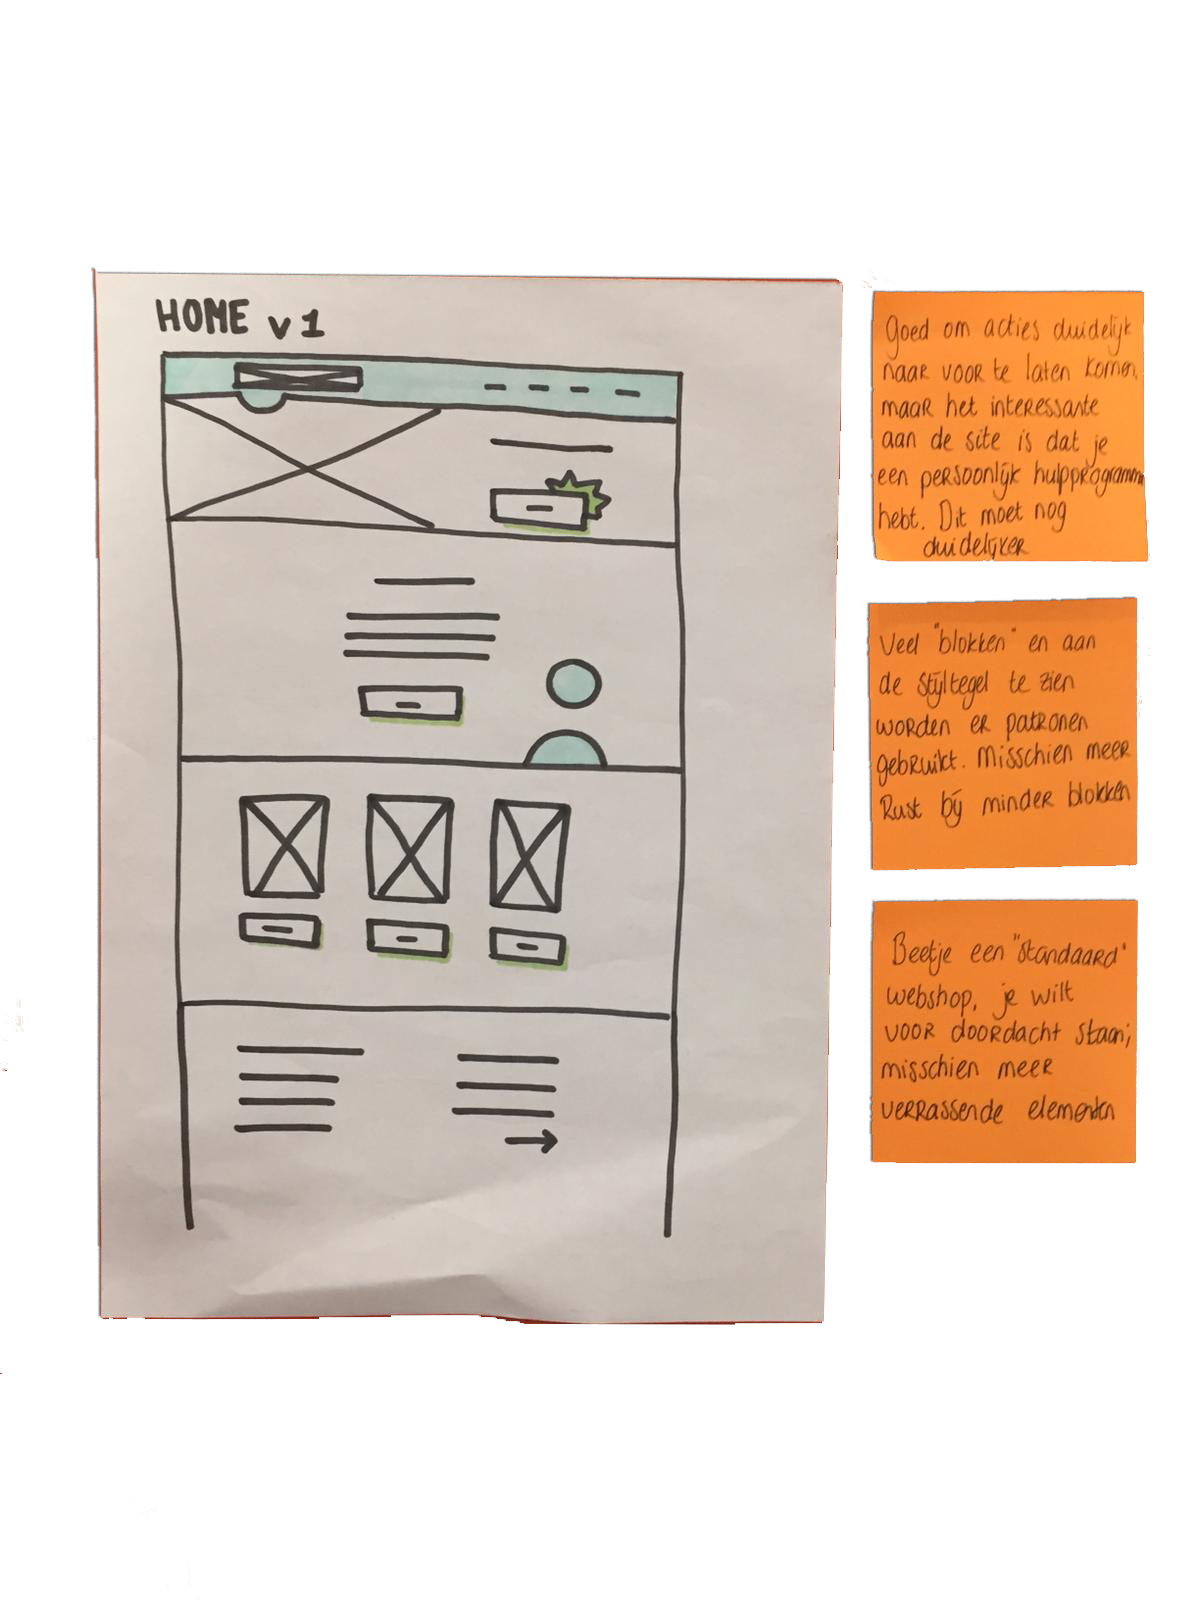 HOME v1
Goed om acties duidelijk
naar voor te laten komen,
maar het interessante
aan de site is dat je
een persoonlijk hulpprogramma
hebt. Dit moet nog
duidelijker
Veel "blokken" en aan
de stijltegel te zien
worden er patronen
gebruikt. Misschien meer
Rust bij minder blokken
Beetje een "standaard"
webshop, je wilt
voor doordacht staan;
misschien meer
verrassende elementen